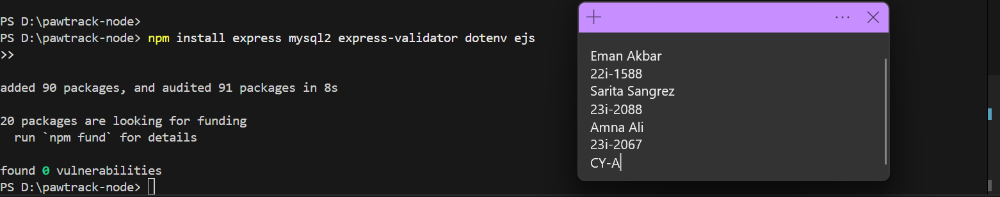 PS D:\pawtrack-node>
PS D:\pawtrack-node> npm install express mysql2 express-validator dotenv ejs
>>
added 90 packages, and audited 91 packages in 8s
20 packages are looking for funding
  run `npm fund` for details
found 0 vulnerabilities
PS D:\pawtrack-node>
Eman Akbar
22i-1588
Sarita Sangrez
23i-2088
Amna Ali
23i-2067
CY-A